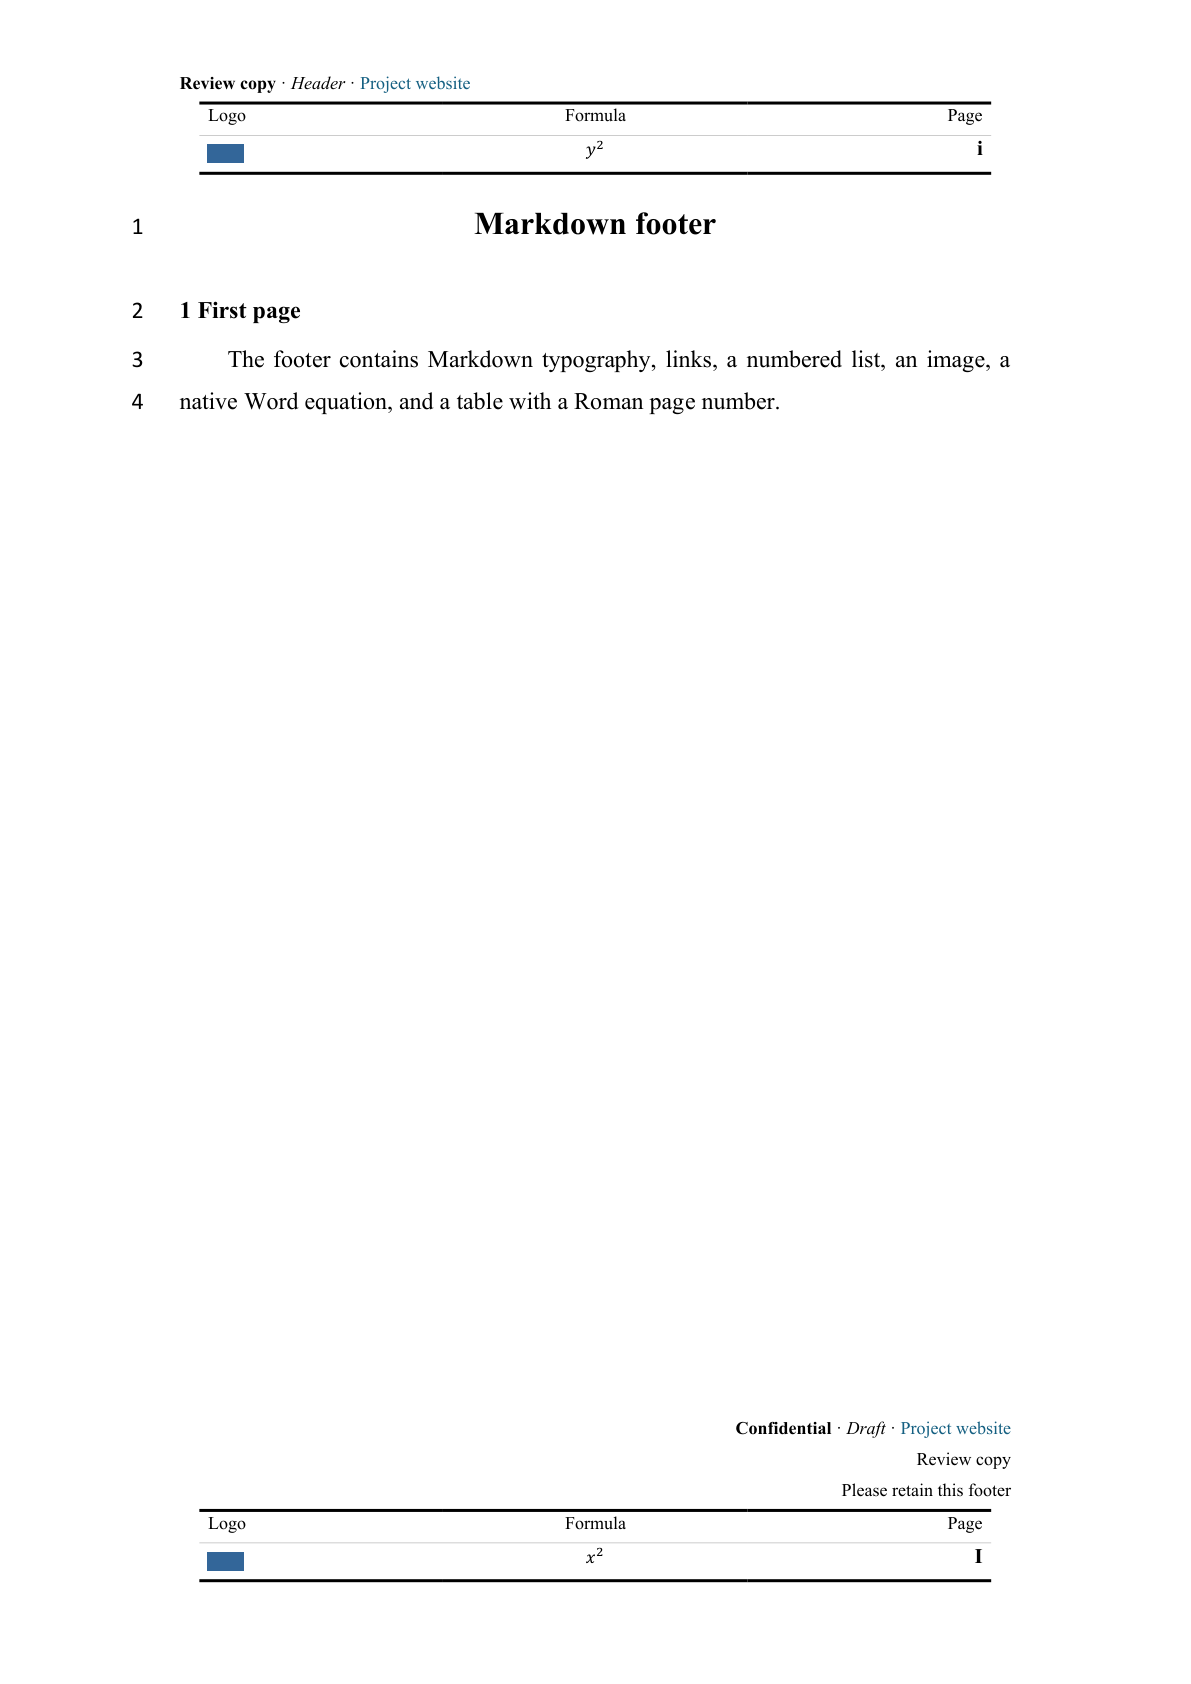 Review copy · Header · Project website
Logo Formula Page
y² i
1 Markdown footer
2 1 First page
3 The footer contains Markdown typography, links, a numbered list, an image, a
4 native Word equation, and a table with a Roman page number.
Confidential · Draft · Project website
Review copy
Please retain this footer
Logo Formula Page
x² I